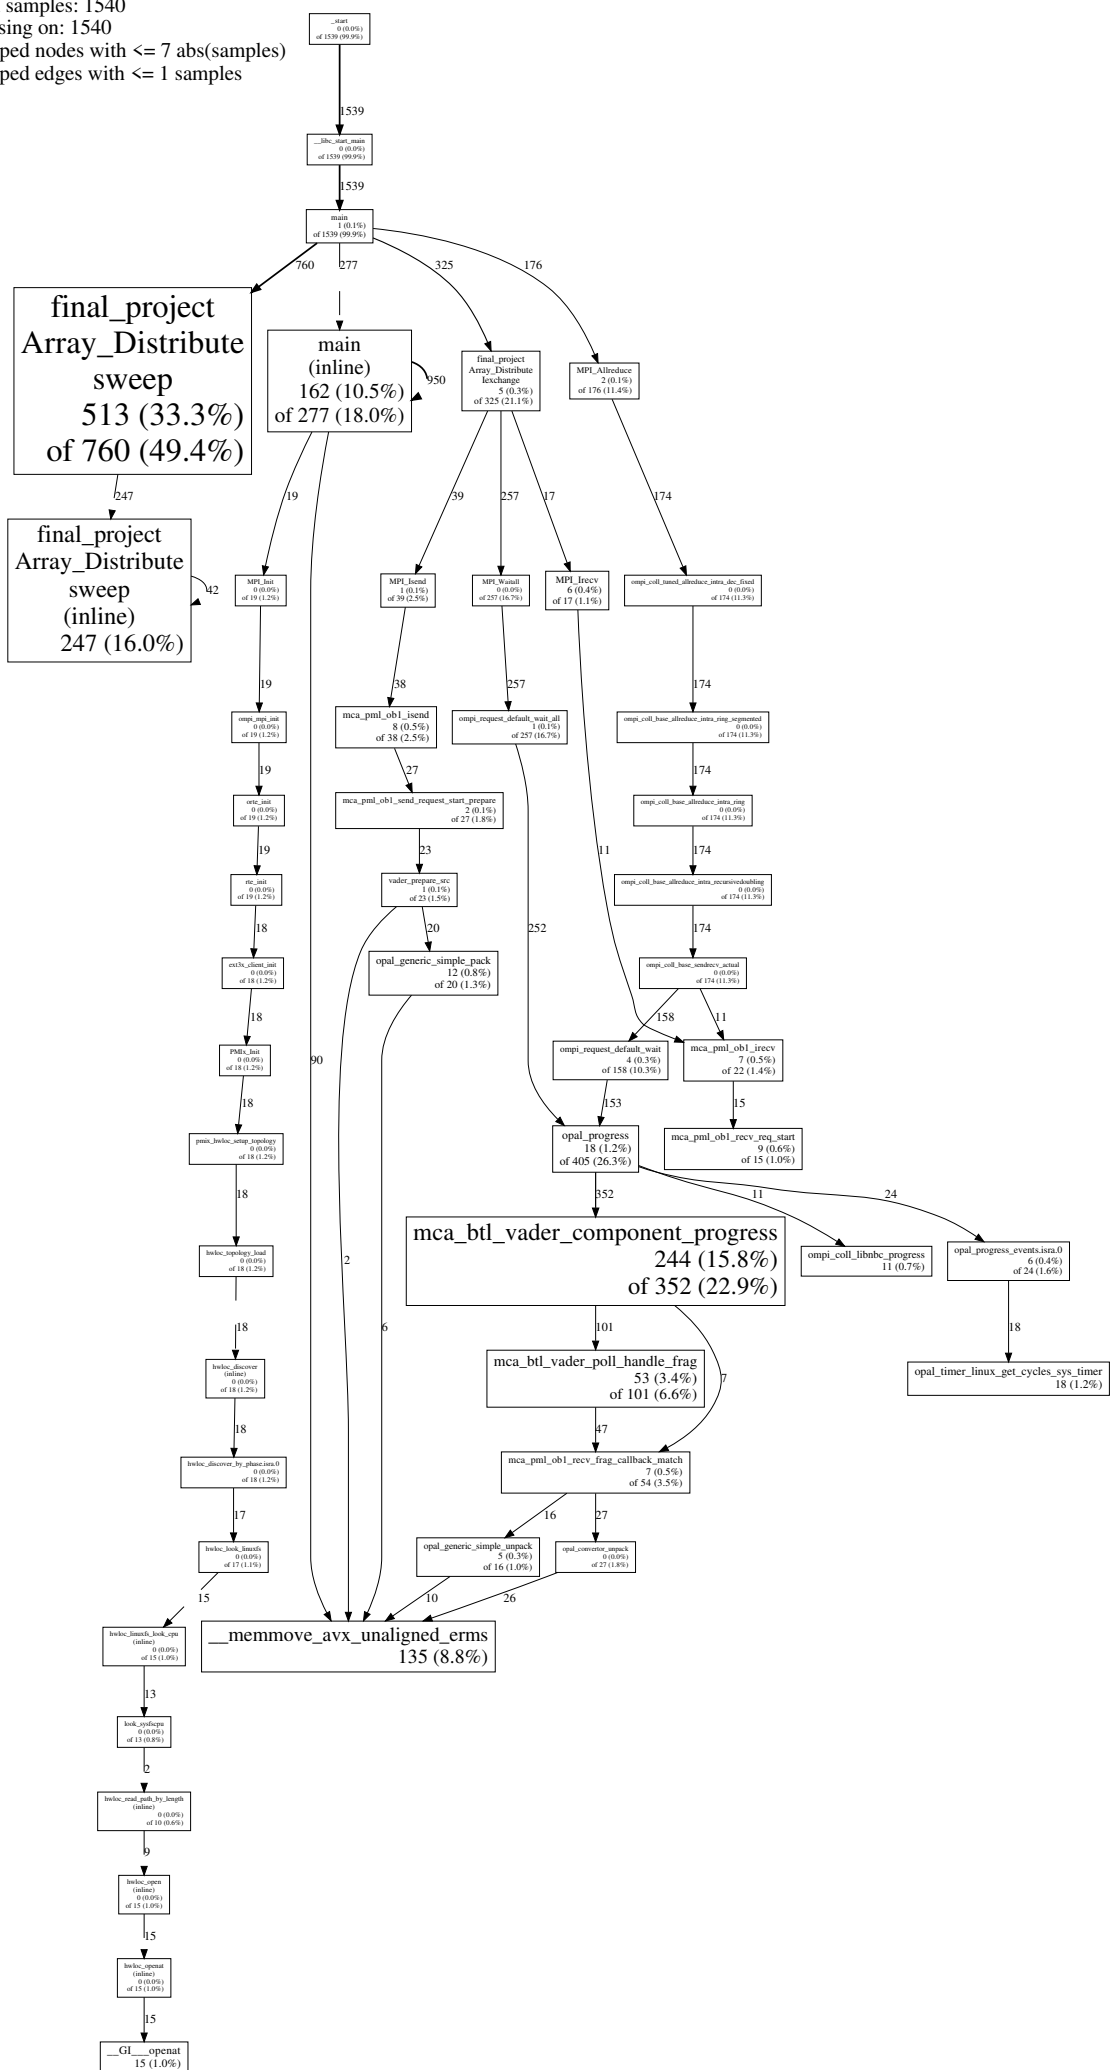 samples: 1540
sing on: 1540
ped nodes with <= 7 abs(samples)
ped edges with <= 1 samples
_start
0 (0.0%)
of 1539 (99.9%)
1539
__libc_start_main
0 (0.0%)
of 1539 (99.9%)
1539
main
1 (0.1%)
of 1539 (99.9%)
760
277
325
176
final_project
Array_Distribute
sweep
513 (33.3%)
of 760 (49.4%)
main
(inline)
162 (10.5%)
of 277 (18.0%)
950
final_project
Array_Distribute
Iexchange
5 (0.3%)
of 325 (21.1%)
MPI_Allreduce
2 (0.1%)
of 176 (11.4%)
247
19
39
257
17
174
final_project
Array_Distribute
sweep
(inline)
247 (16.0%)
42
MPI_Init
0 (0.0%)
of 19 (1.2%)
MPI_Isend
1 (0.1%)
of 39 (2.5%)
MPI_Waitall
0 (0.0%)
of 257 (16.7%)
MPI_Irecv
6 (0.4%)
of 17 (1.1%)
ompi_coll_tuned_allreduce_intra_dec_fixed
0 (0.0%)
of 174 (11.3%)
19
38
257
174
ompi_mpi_init
0 (0.0%)
of 19 (1.2%)
mca_pml_ob1_isend
8 (0.5%)
of 38 (2.5%)
ompi_request_default_wait_all
1 (0.1%)
of 257 (16.7%)
ompi_coll_base_allreduce_intra_ring_segmented
0 (0.0%)
of 174 (11.3%)
19
27
174
orte_init
0 (0.0%)
of 19 (1.2%)
mca_pml_ob1_send_request_start_prepare
2 (0.1%)
of 27 (1.8%)
ompi_coll_base_allreduce_intra_ring
0 (0.0%)
of 174 (11.3%)
19
23
11
174
rte_init
0 (0.0%)
of 19 (1.2%)
vader_prepare_src
1 (0.1%)
of 23 (1.5%)
ompi_coll_base_allreduce_intra_recursivedoubling
0 (0.0%)
of 174 (11.3%)
18
20
252
174
ext3x_client_init
0 (0.0%)
of 18 (1.2%)
opal_generic_simple_pack
12 (0.8%)
of 20 (1.3%)
ompi_coll_base_sendrecv_actual
0 (0.0%)
of 174 (11.3%)
18
158
11
PMIx_Init
0 (0.0%)
of 18 (1.2%)
90
ompi_request_default_wait
4 (0.3%)
of 158 (10.3%)
mca_pml_ob1_irecv
7 (0.5%)
of 22 (1.4%)
18
153
15
pmix_hwloc_setup_topology
0 (0.0%)
of 18 (1.2%)
opal_progress
18 (1.2%)
of 405 (26.3%)
mca_pml_ob1_recv_req_start
9 (0.6%)
of 15 (1.0%)
18
352
11
24
hwloc_topology_load
0 (0.0%)
of 18 (1.2%)
2
mca_btl_vader_component_progress
244 (15.8%)
of 352 (22.9%)
ompi_coll_libnbc_progress
11 (0.7%)
opal_progress_events.isra.0
6 (0.4%)
of 24 (1.6%)
18
6
101
18
hwloc_discover
(inline)
0 (0.0%)
of 18 (1.2%)
mca_btl_vader_poll_handle_frag
53 (3.4%)
of 101 (6.6%)
7
opal_timer_linux_get_cycles_sys_timer
18 (1.2%)
18
47
hwloc_discover_by_phase.isra.0
0 (0.0%)
of 18 (1.2%)
mca_pml_ob1_recv_frag_callback_match
7 (0.5%)
of 54 (3.5%)
17
16
27
hwloc_look_linuxfs
0 (0.0%)
of 17 (1.1%)
opal_generic_simple_unpack
5 (0.3%)
of 16 (1.0%)
opal_convertor_unpack
0 (0.0%)
of 27 (1.8%)
15
10
26
hwloc_linuxfs_look_cpu
(inline)
0 (0.0%)
of 15 (1.0%)
__memmove_avx_unaligned_erms
135 (8.8%)
13
look_sysfscpu
0 (0.0%)
of 13 (0.8%)
2
hwloc_read_path_by_length
(inline)
0 (0.0%)
of 10 (0.6%)
9
hwloc_open
(inline)
0 (0.0%)
of 15 (1.0%)
15
hwloc_openat
(inline)
0 (0.0%)
of 15 (1.0%)
15
__GI___openat
15 (1.0%)